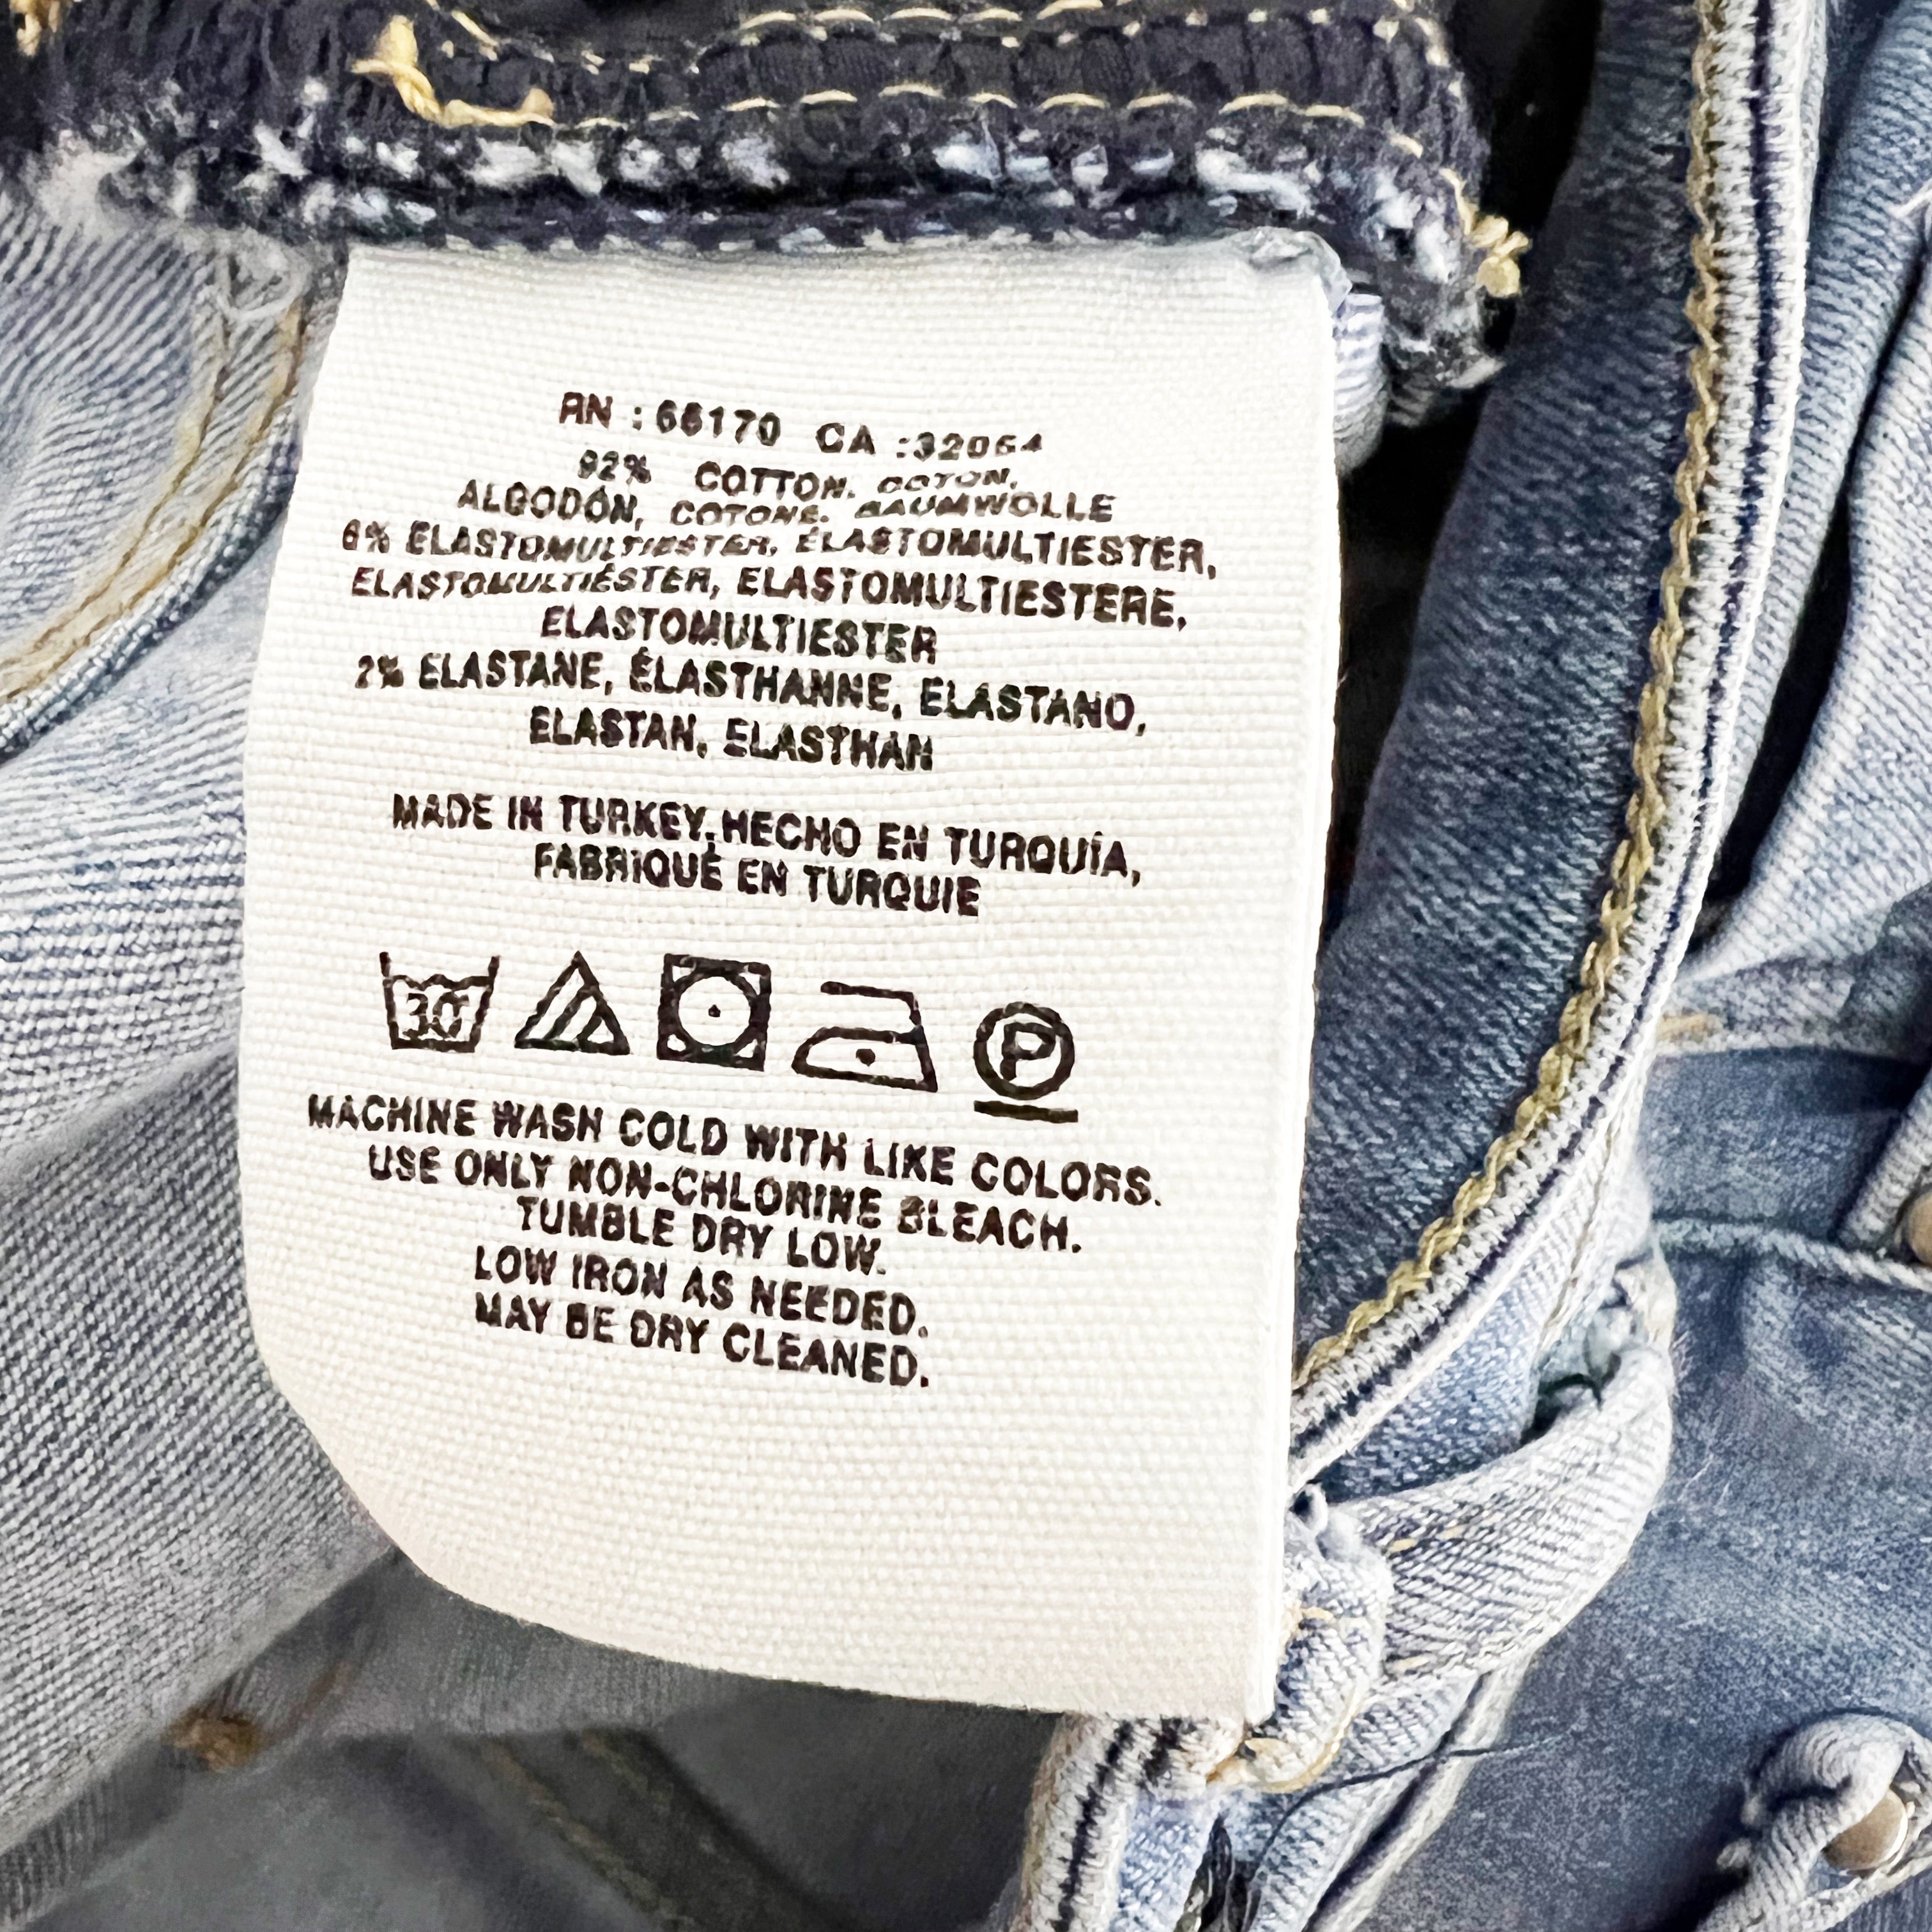 RN : 66170 CA :32064
92% COTTON. COTON,
ALGODÓN, COTONE. BAUMWOLLE
6% ELASTOMULTIESTER, ÉLASTOMULTIESTER,
ELASTOMULTIÉSTER, ELASTOMULTIESTERE,
ELASTOMULTIESTER
2% ELASTANE, ÉLASTHANNE, ELASTANO,
ELASTAN, ELASTHAN
MADE IN TURKEY,HECHO EN TURQUÍA,
FABRIQUÉ EN TURQUIE
30° P
MACHINE WASH COLD WITH LIKE COLORS.
USE ONLY NON-CHLORINE BLEACH.
TUMBLE DRY LOW.
LOW IRON AS NEEDED.
MAY BE DRY CLEANED.